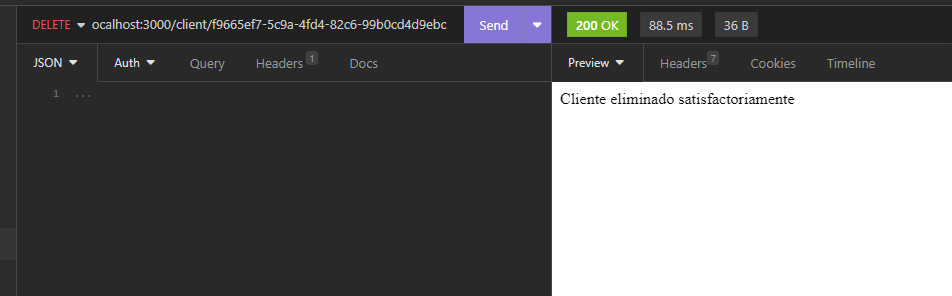 DELETE ocalhost:3000/client/f9665ef7-5c9a-4fd4-82c6-99b0cd4d9ebc Send 200 OK 88.5 ms 36 B
JSON Auth Query Headers 1 Docs Preview Headers 7 Cookies Timeline
1 ...
Cliente eliminado satisfactoriamente